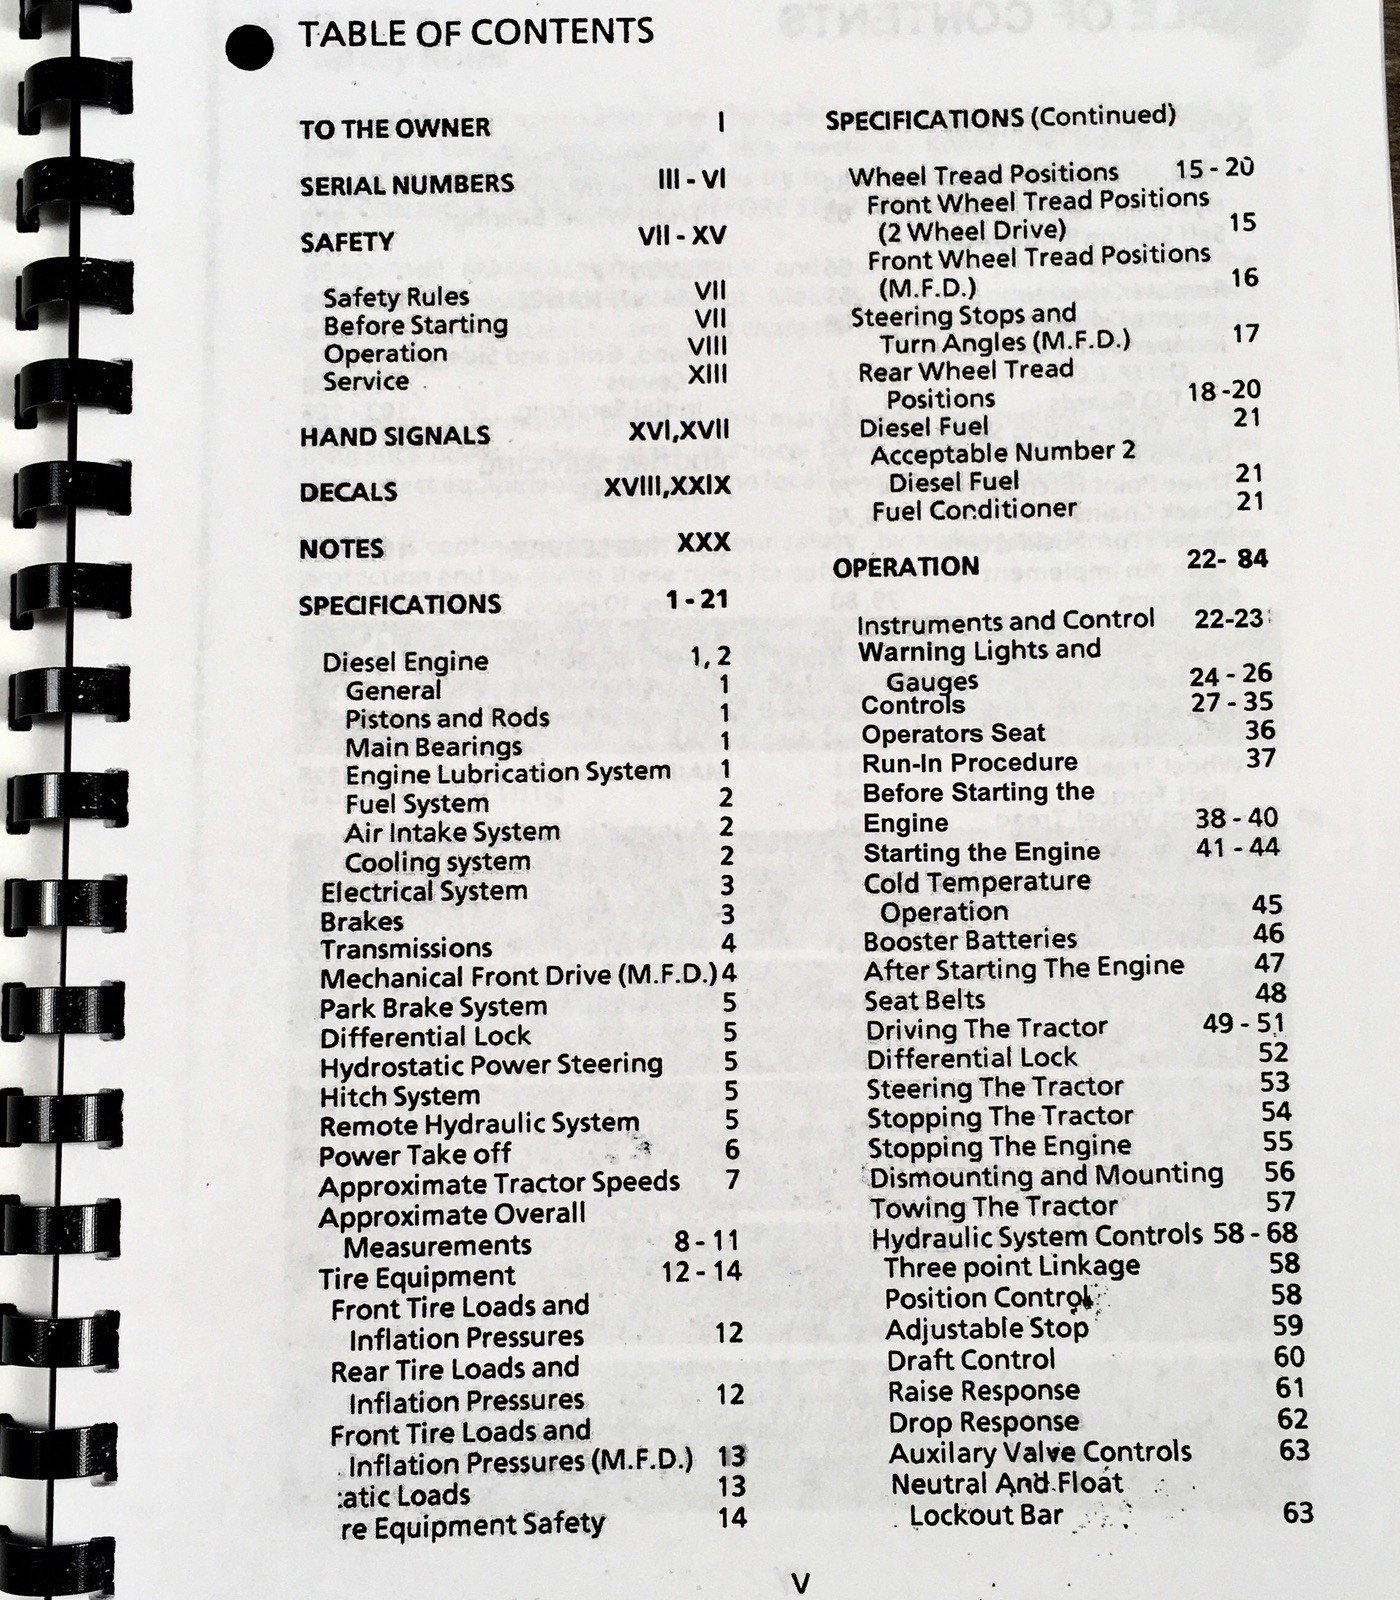 TABLE OF CONTENTS
TO THE OWNER I
SERIAL NUMBERS III - VI
SAFETY VII - XV
Safety Rules VII
Before Starting VII
Operation VIII
Service XIII
HAND SIGNALS XVI,XVII
DECALS XVIII,XXIX
NOTES XXX
SPECIFICATIONS 1 - 21
Diesel Engine 1, 2
General 1
Pistons and Rods 1
Main Bearings 1
Engine Lubrication System 1
Fuel System 2
Air Intake System 2
Cooling system 2
Electrical System 3
Brakes 3
Transmissions 4
Mechanical Front Drive (M.F.D.) 4
Park Brake System 5
Differential Lock 5
Hydrostatic Power Steering 5
Hitch System 5
Remote Hydraulic System 5
Power Take off 6
Approximate Tractor Speeds 7
Approximate Overall
Measurements 8 - 11
Tire Equipment 12 - 14
Front Tire Loads and
Inflation Pressures 12
Rear Tire Loads and
Inflation Pressures 12
Front Tire Loads and
Inflation Pressures (M.F.D.) 13
atic Loads 13
re Equipment Safety 14
SPECIFICATIONS (Continued)
Wheel Tread Positions 15 - 20
Front Wheel Tread Positions
(2 Wheel Drive) 15
Front Wheel Tread Positions
(M.F.D.) 16
Steering Stops and
Turn Angles (M.F.D.) 17
Rear Wheel Tread
Positions 18 -20
Diesel Fuel 21
Acceptable Number 2
Diesel Fuel 21
Fuel Conditioner 21
OPERATION 22- 84
Instruments and Control 22-23
Warning Lights and
Gauges 24 - 26
Controls 27 - 35
Operators Seat 36
Run-In Procedure 37
Before Starting the
Engine 38 - 40
Starting the Engine 41 - 44
Cold Temperature
Operation 45
Booster Batteries 46
After Starting The Engine 47
Seat Belts 48
Driving The Tractor 49 - 51
Differential Lock 52
Steering The Tractor 53
Stopping The Tractor 54
Stopping The Engine 55
Dismounting and Mounting 56
Towing The Tractor 57
Hydraulic System Controls 58 - 68
Three point Linkage 58
Position Control 58
Adjustable Stop 59
Draft Control 60
Raise Response 61
Drop Response 62
Auxilary Valve Controls 63
Neutral And Float
Lockout Bar 63
V